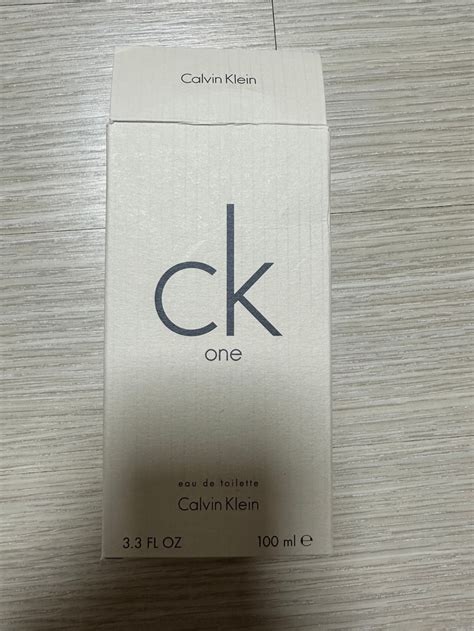 Calvin Klein
ck
one
eau de toilette
Calvin Klein
3.3 FL OZ 100 ml ℮